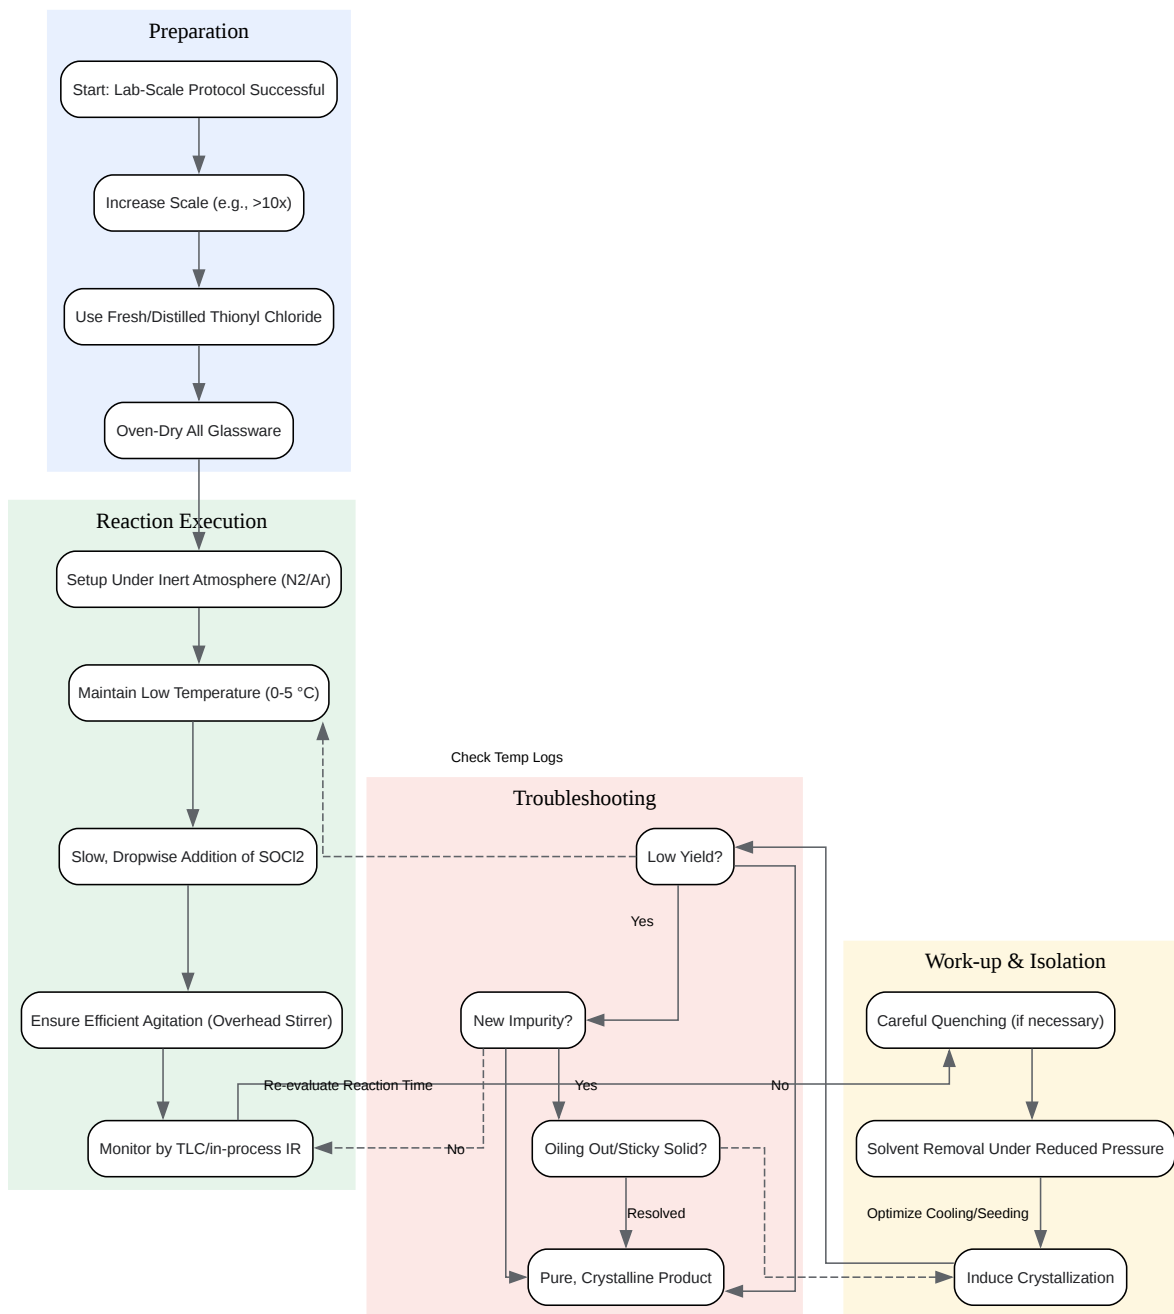 Preparation
Start: Lab-Scale Protocol Successful
Increase Scale (e.g., >10x)
Use Fresh/Distilled Thionyl Chloride
Oven-Dry All Glassware
Reaction Execution
Setup Under Inert Atmosphere (N2/Ar)
Maintain Low Temperature (0-5 °C)
Check Temp Logs
Troubleshooting
Slow, Dropwise Addition of SOCl2
Low Yield?
Yes
Work-up & Isolation
Ensure Efficient Agitation (Overhead Stirrer)
New Impurity?
Careful Quenching (if necessary)
Re-evaluate Reaction Time
Yes
No
Monitor by TLC/in-process IR
No
Oiling Out/Sticky Solid?
Solvent Removal Under Reduced Pressure
Resolved
Optimize Cooling/Seeding
Pure, Crystalline Product
Induce Crystallization